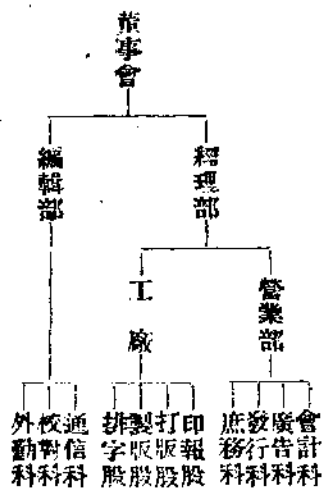 董事會
經理部
編輯部
營業部
工廠
會計科
廣告科
發行科
庶務科
印報股
打版股
製版股
排字股
通信科
校對科
外勤科